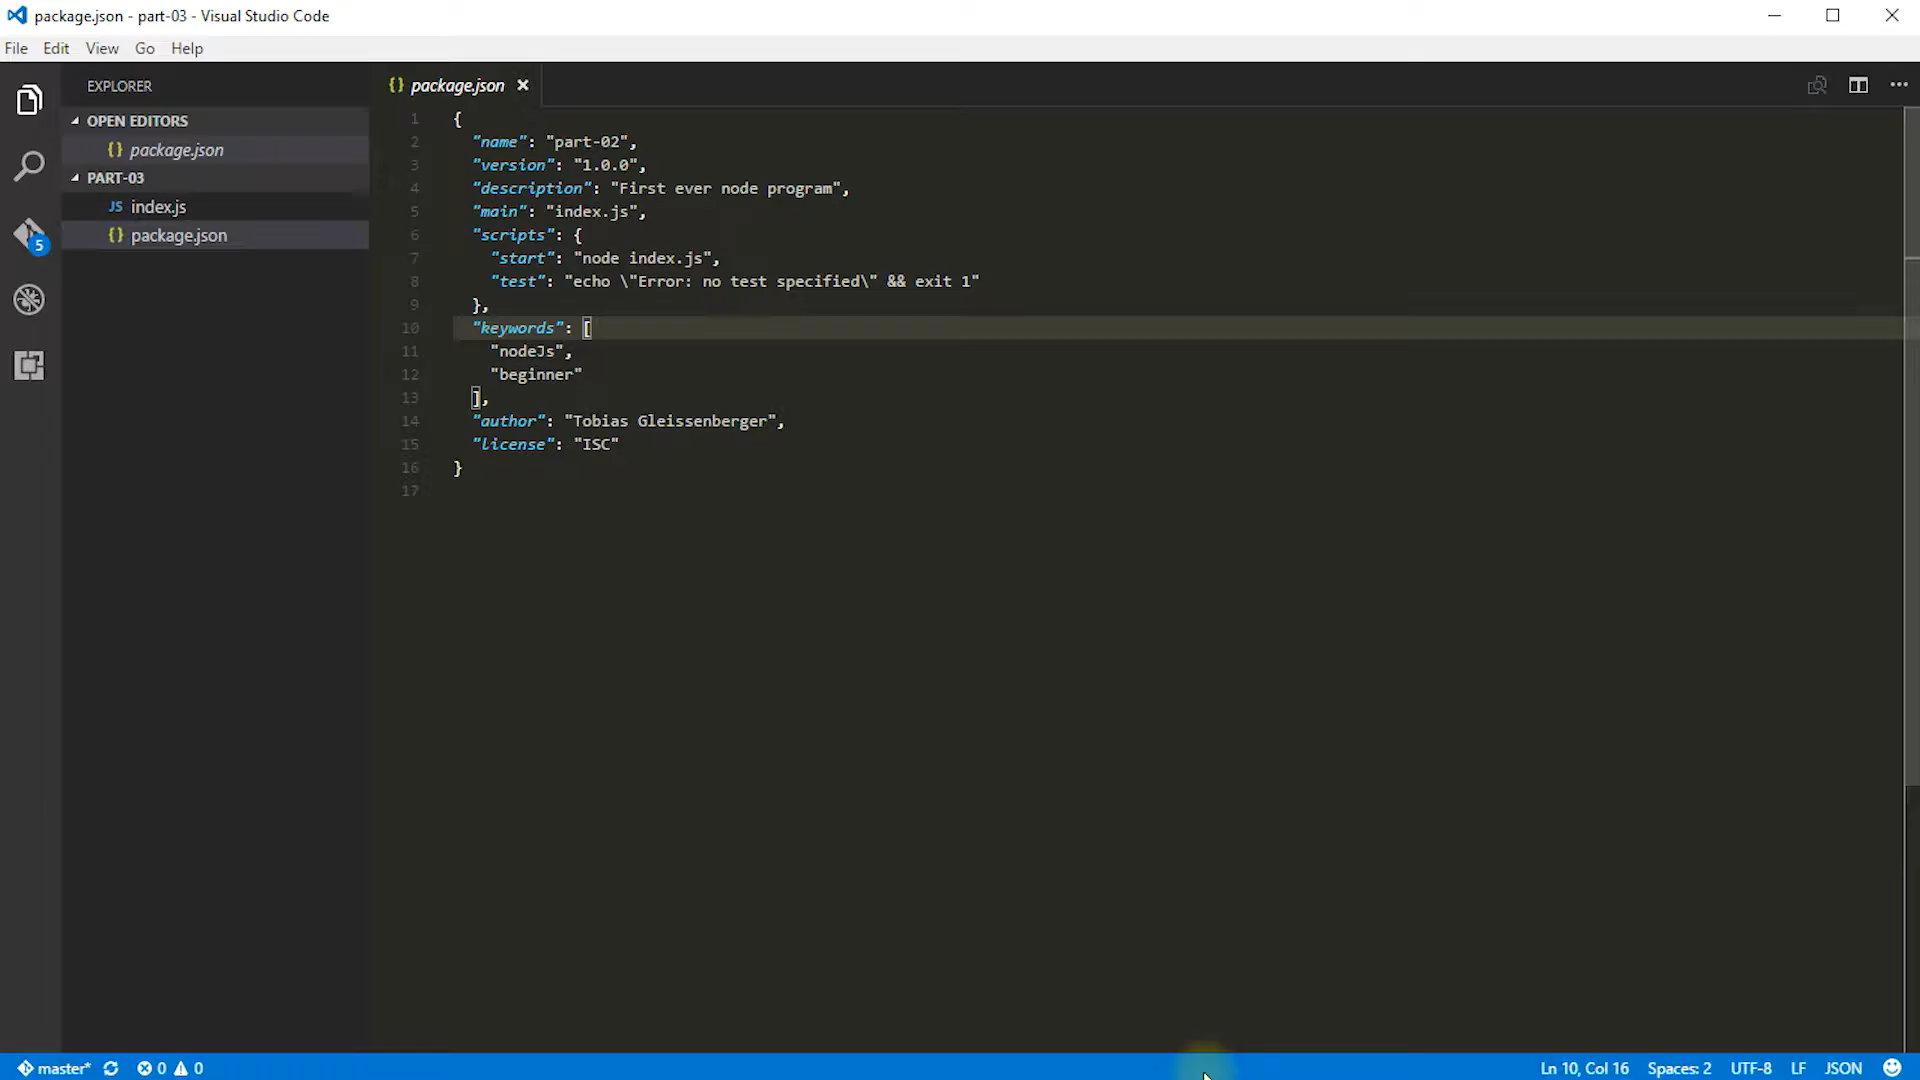 package.json - part-03 - Visual Studio Code
File Edit View Go Help
EXPLORER
OPEN EDITORS
{} package.json
PART-03
JS index.js
{} package.json
5
{} package.json
1 {
2 "name": "part-02",
3 "version": "1.0.0",
4 "description": "First ever node program",
5 "main": "index.js",
6 "scripts": {
7 "start": "node index.js",
8 "test": "echo \"Error: no test specified\" && exit 1"
9 },
10 "keywords": [
11 "nodeJs",
12 "beginner"
13 ],
14 "author": "Tobias Gleissenberger",
15 "license": "ISC"
16 }
17
master* 0 0 Ln 10, Col 16 Spaces: 2 UTF-8 LF JSON